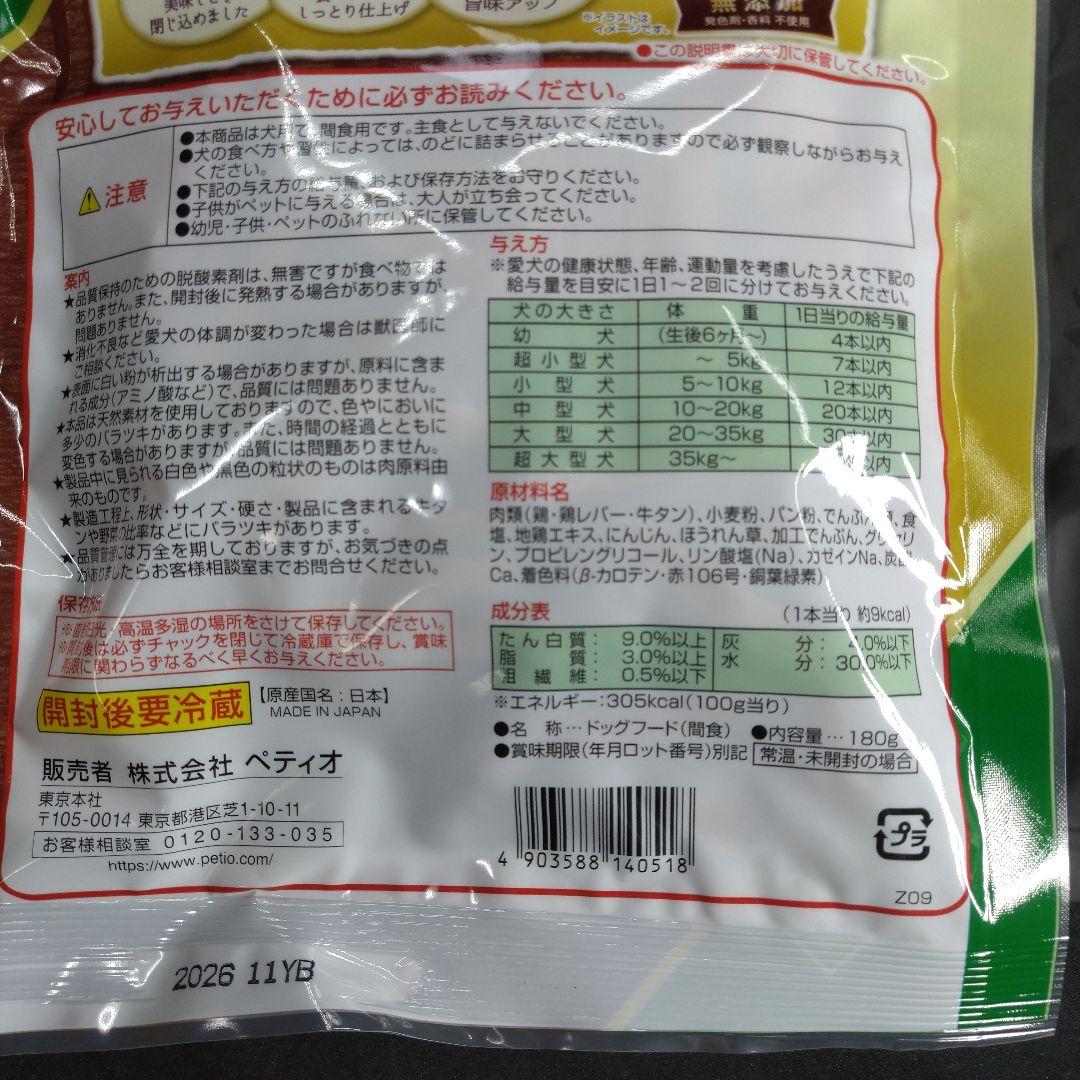 美味しさを
閉じ込めました
しっとり仕上げ
旨味アップ
※イラストは
イメージです。
無添加
発色剤・香料 不使用
●この説明書は大切に保管してください。
安心してお与えいただくために必ずお読みください。
注意
●本商品は犬用で、間食用です。主食として与えないでください。
●犬の食べ方や習性によっては、のどに詰まらせることがありますので必ず観察しながらお与え
ください。
●下記の与え方の給与量、および保存方法をお守りください。
●子供がペットに与える場合は、大人が立ち会ってください。
●幼児・子供・ペットのふれない所に保管してください。
案内
★品質保持のための脱酸素剤は、無害ですが食べ物では
ありません。また、開封後に発熱する場合がありますが、
問題ありません。
★消化不良など愛犬の体調が変わった場合は獣医師に
ご相談ください。
★表面に白い粉が析出する場合がありますが、原料に含ま
れる成分(アミノ酸など)で、品質には問題ありません。
★本品は天然素材を使用しておりますので、色やにおいに
多少のバラツキがあります。また、時間の経過とともに
変色する場合がありますが、品質には問題ありません。
★製品中に見られる白色や黒色の粒状のものは肉原料由
来のものです。
★製造工程上、形状・サイズ・硬さ・製品に含まれる牛タ
ンや野菜の比率などにバラツキがあります。
★品質管理には万全を期しておりますが、お気づきの点
がありましたらお客様相談室までお問合せください。
保存方法
※直射日光・高温多湿の場所をさけて保存してください。
※開封後は必ずチャックを閉じて冷蔵庫で保存し、賞味
期限に関わらずなるべく早くお与えください。
開封後要冷蔵
【原産国名:日本】
MADE IN JAPAN
販売者 株式会社 ペティオ
東京本社
〒105-0014 東京都港区芝1-10-11
お客様相談室 0120-133-035
https://www.petio.com/
与え方
※愛犬の健康状態、年齢、運動量を考慮したうえで下記の
給与量を目安に1日1～2回に分けてお与えください。
犬の大きさ 体重 1日当りの給与量
幼犬 (生後6ヶ月～) 4本以内
超小型犬 ～5kg 7本以内
小型犬 5～10kg 12本以内
中型犬 10～20kg 20本以内
大型犬 20～35kg 30本以内
超大型犬 35kg～ 本以内
原材料名
肉類(鶏・鶏レバー・牛タン)、小麦粉、パン粉、でんぷん類、食
塩、地鶏エキス、にんじん、ほうれん草、加工でんぷん、グリセリ
ン、プロピレングリコール、リン酸塩(Na)、カゼインNa、炭酸
Ca、着色料(β-カロテン・赤106号・銅葉緑素)
成分表 (1本当り 約9kcal)
たん白質: 9.0%以上 灰分: 4.0%以下
脂質: 3.0%以上 水分: 30.0%以下
粗繊維: 0.5%以下
※エネルギー:305kcal(100g当り)
●名 称…ドッグフード(間食) ●内容量…180g
●賞味期限(年月ロット番号)別記 常温・未開封の場合
4 903588 140518
プラ
Z09
2026 11YB